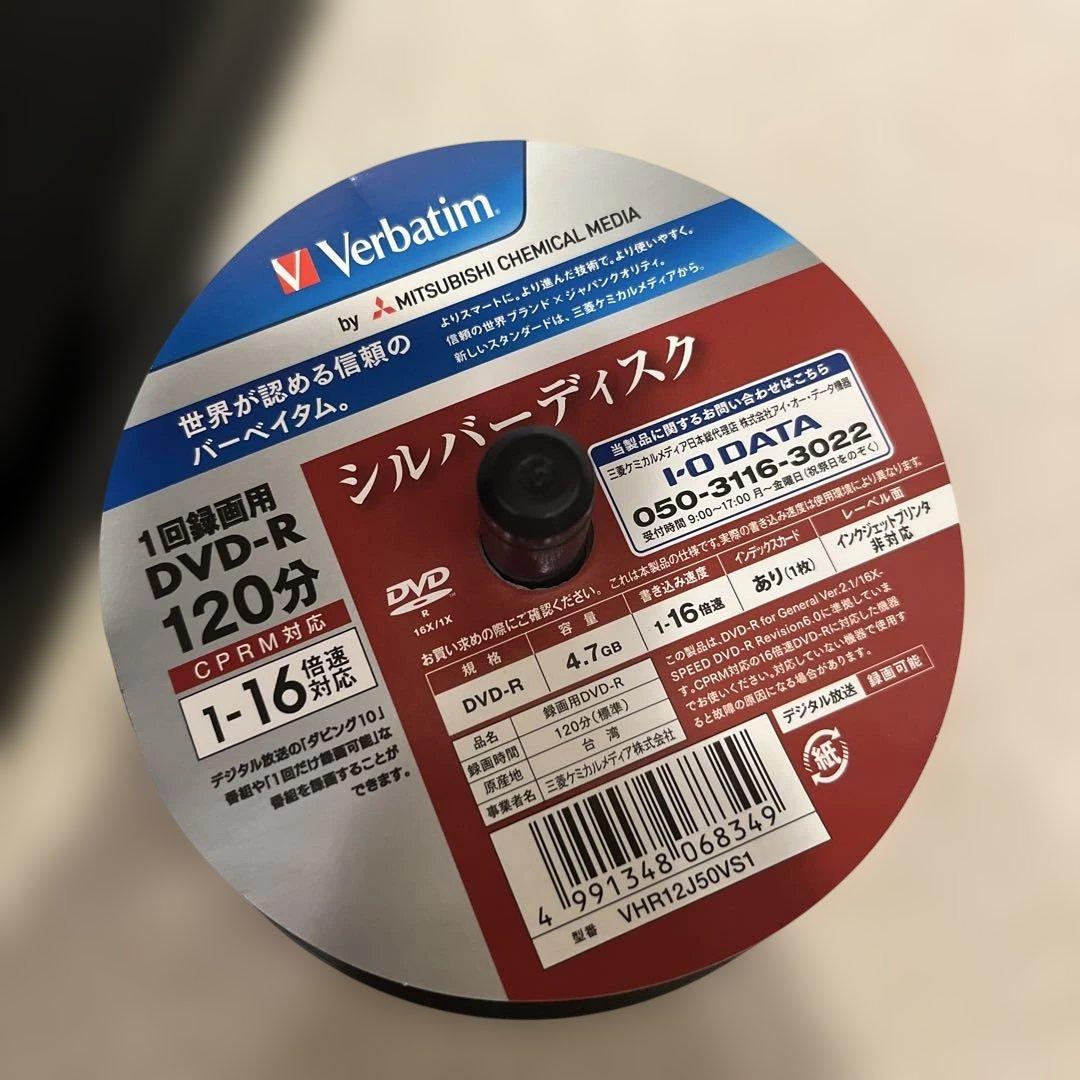 Verbatim
by MITSUBISHI CHEMICAL MEDIA
よりスマートに。より進んだ技術で。より使いやすく。
信頼の世界ブランド×ジャパンクオリティ。
新しいスタンダードは、三菱ケミカルメディアから。
世界が認める信頼の
バーベイタム。
シルバーディスク
当製品に関するお問い合わせはこちら
三菱ケミカルメディア日本総代理店 株式会社アイ・オー・データ機器
I-O DATA
050-3116-3022
受付時間 9:00〜17:00 月〜金曜日(祝祭日をのぞく)
1回録画用
DVD-R
120分
CPRM対応
1-16倍速対応
デジタル放送の「ダビング10」
番組や「1回だけ録画可能」な
番組を録画することが
できます。
DVD
R
16X/1X
お買い求めの際にご確認ください。これは本製品の仕様です。実際の書き込み速度は使用環境により異なります。
規格 容量 書き込み速度 インデックスカード レーベル面
DVD-R 4.7GB 1-16倍速 あり(1枚) インクジェットプリンタ非対応
品名 録画用DVD-R
録画時間 120分(標準)
原産地 台湾
事業者名 三菱ケミカルメディア株式会社
この製品は、DVD-R for General Ver.2.1/16X-
SPEED DVD-R Revision6.0に準拠していま
す。CPRM対応の16倍速DVD-Rに対応した機器
でお使いください。対応していない機器で使用す
ると故障の原因になる場合があります。
デジタル放送 録画可能
紙
4 991348 068349
型番 VHR12J50VS1